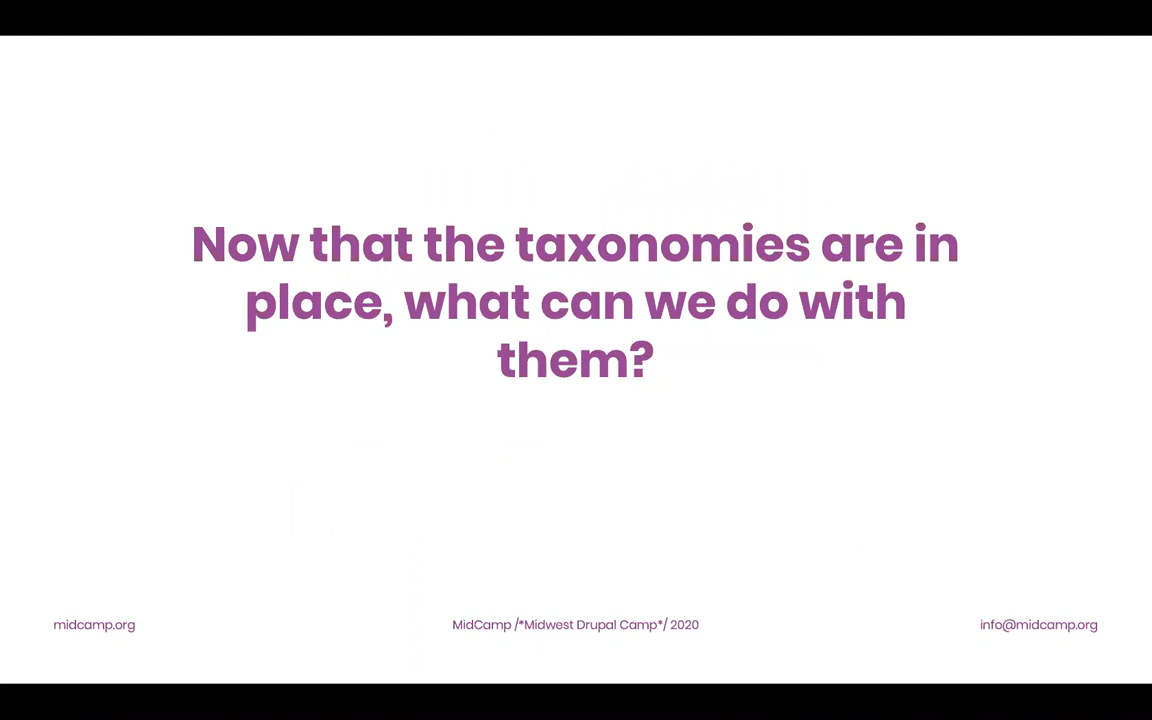 Now that the taxonomies are in
place, what can we do with
them?
midcamp.org
MidCamp /*Midwest Drupal Camp*/ 2020
info@midcamp.org